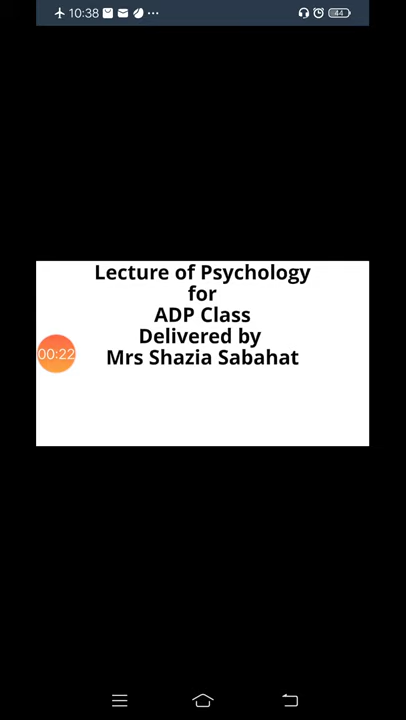 10:38
44
Lecture of Psychology
for
ADP Class
Delivered by
Mrs Shazia Sabahat
00:22